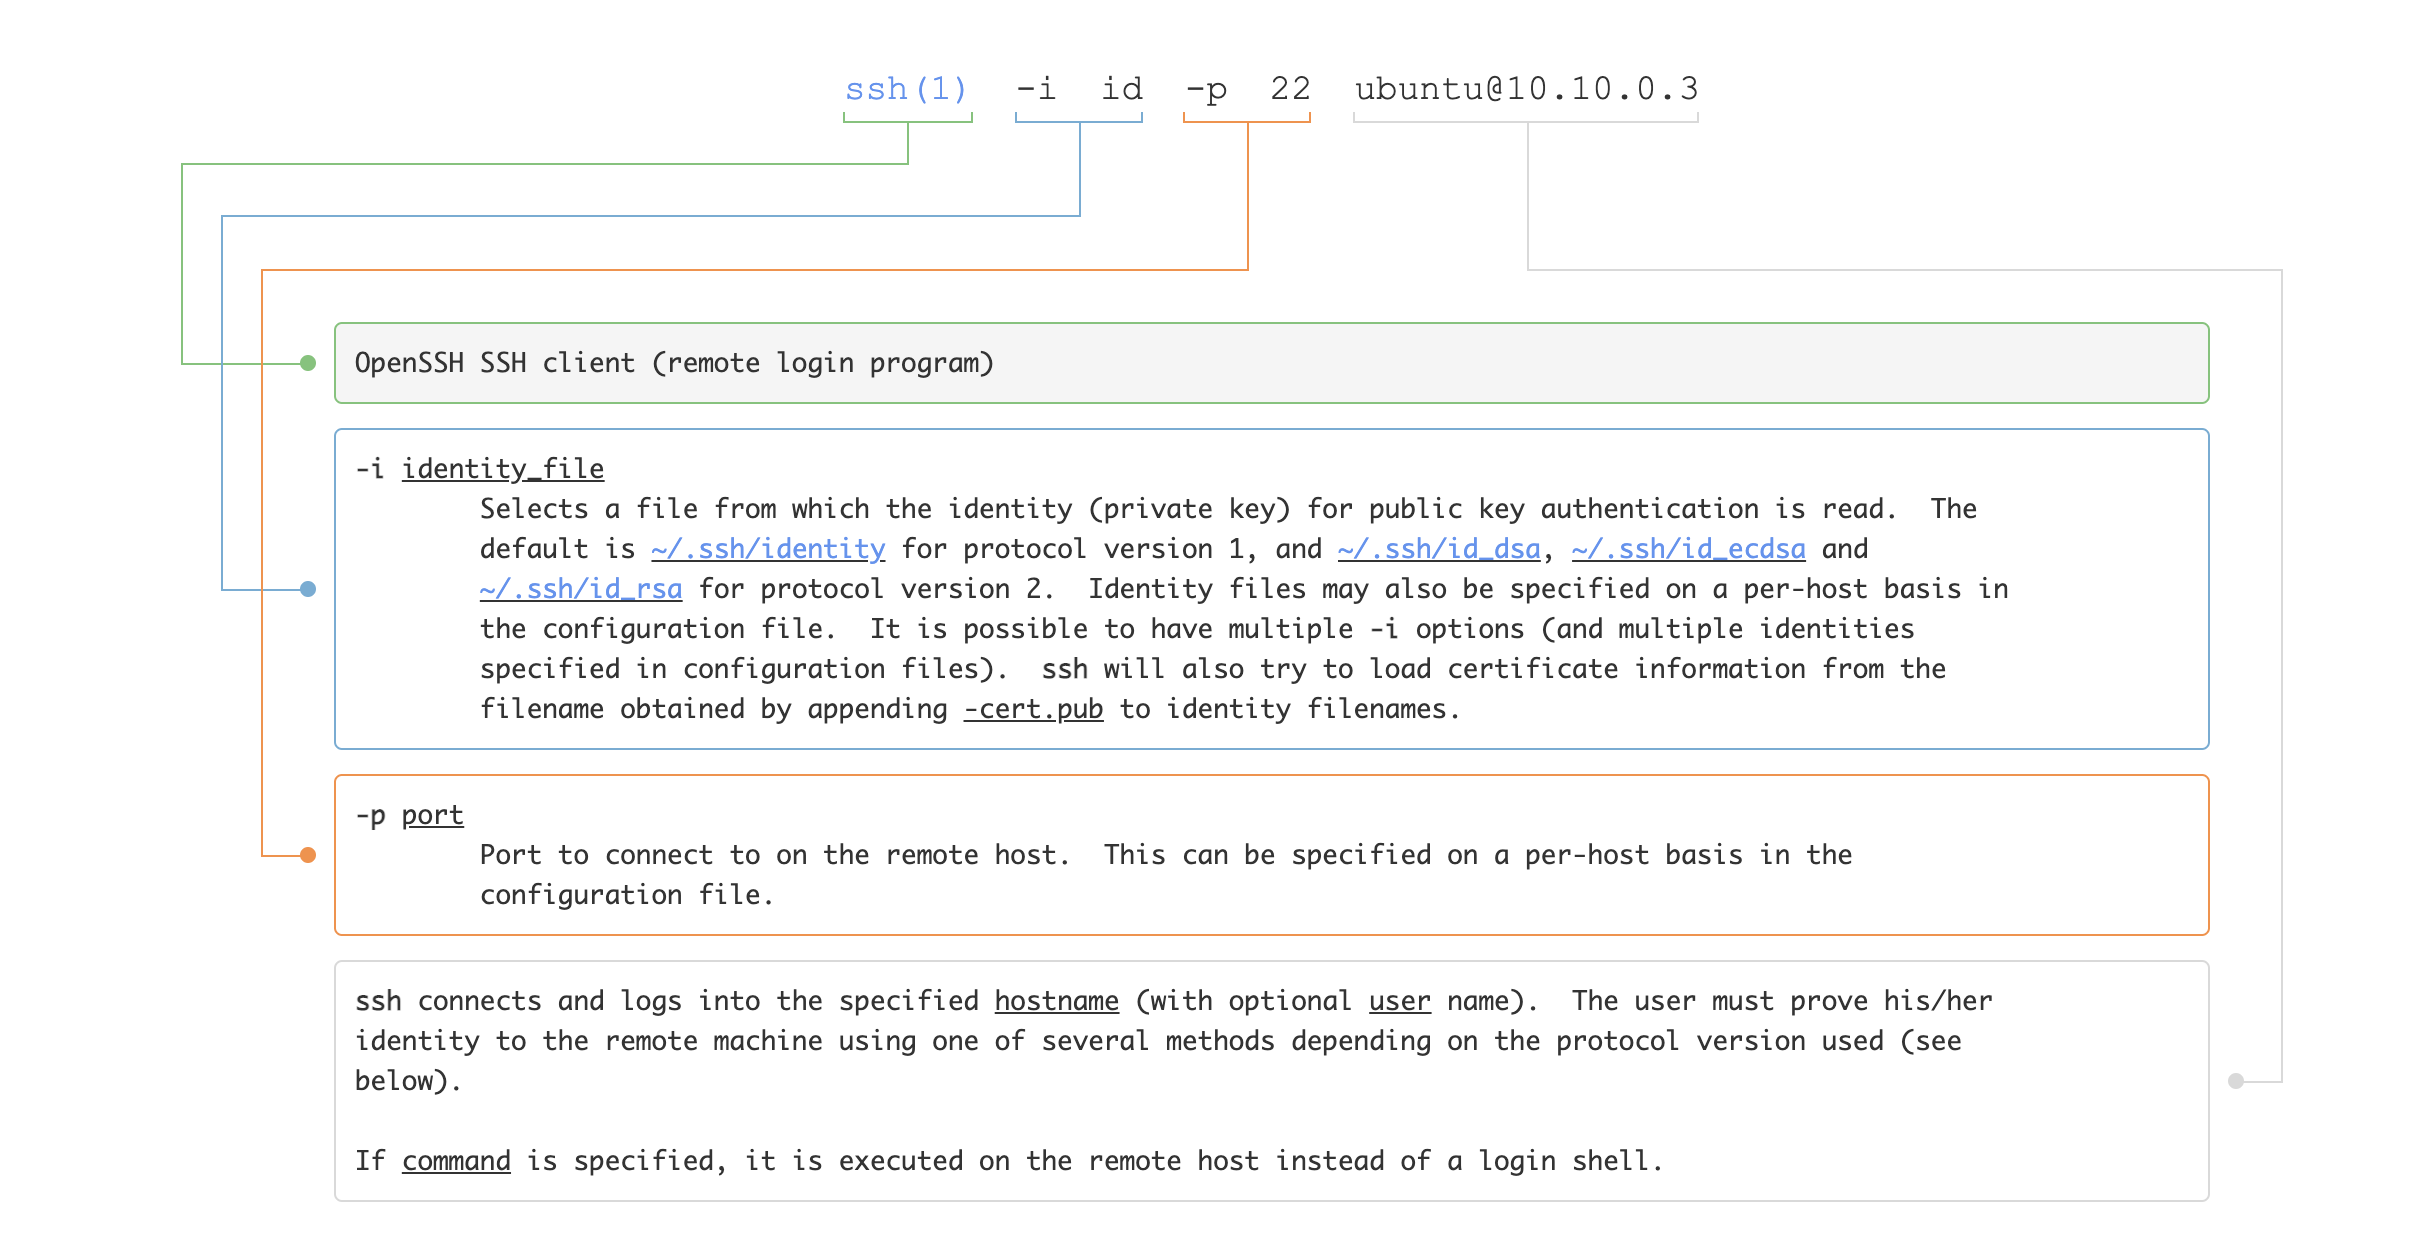 ssh(1) -i id -p 22 ubuntu@10.10.0.3
OpenSSH SSH client (remote login program)
-i identity_file
Selects a file from which the identity (private key) for public key authentication is read. The
default is ~/.ssh/identity for protocol version 1, and ~/.ssh/id_dsa, ~/.ssh/id_ecdsa and
~/.ssh/id_rsa for protocol version 2. Identity files may also be specified on a per-host basis in
the configuration file. It is possible to have multiple -i options (and multiple identities
specified in configuration files). ssh will also try to load certificate information from the
filename obtained by appending -cert.pub to identity filenames.
-p port
Port to connect to on the remote host. This can be specified on a per-host basis in the
configuration file.
ssh connects and logs into the specified hostname (with optional user name). The user must prove his/her
identity to the remote machine using one of several methods depending on the protocol version used (see
below).
If command is specified, it is executed on the remote host instead of a login shell.